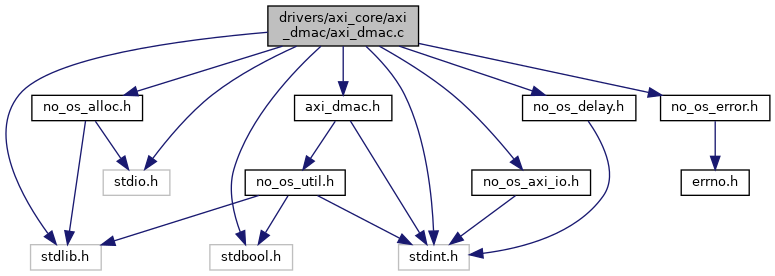 drivers/axi_core/axi
_dmac/axi_dmac.c
no_os_alloc.h
axi_dmac.h
no_os_delay.h
no_os_error.h
stdio.h
no_os_util.h
no_os_axi_io.h
errno.h
stdlib.h
stdbool.h
stdint.h